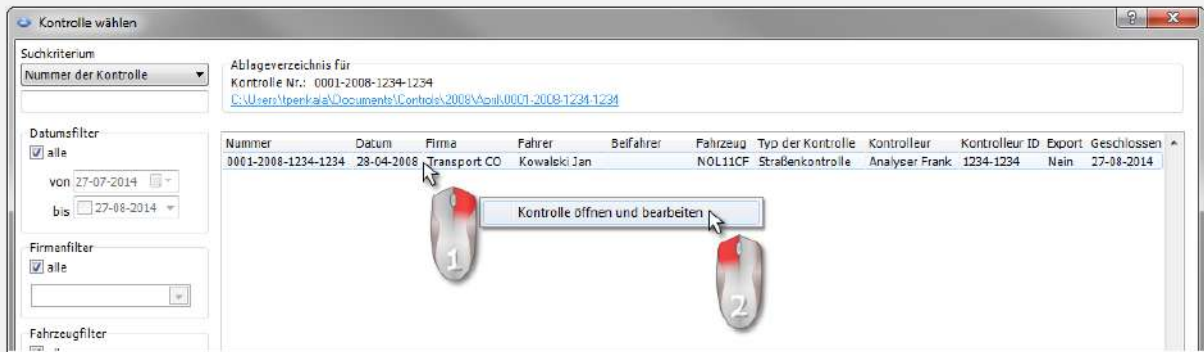 Kontrolle wählen
Suchkriterium
Nummer der Kontrolle
Ablageverzeichnis für
Kontrolle Nr.: 0001-2008-1234-1234
C:\Users\tpenkala\Documents\Controls\2008\April\0001-2008-1234-1234
Datumsfilter
alle
von 27-07-2014
bis 27-08-2014
Firmenfilter
alle
Fahrzeugfilter
Nummer Datum Firma Fahrer Beifahrer Fahrzeug Typ der Kontrolle Kontrolleur Kontrolleur ID Export Geschlossen
0001-2008-1234-1234 28-04-2008 Transport CO Kowalski Jan NOL11CF Straßenkontrolle Analyser Frank 1234-1234 Nein 27-08-2014
Kontrolle öffnen und bearbeiten
1
2